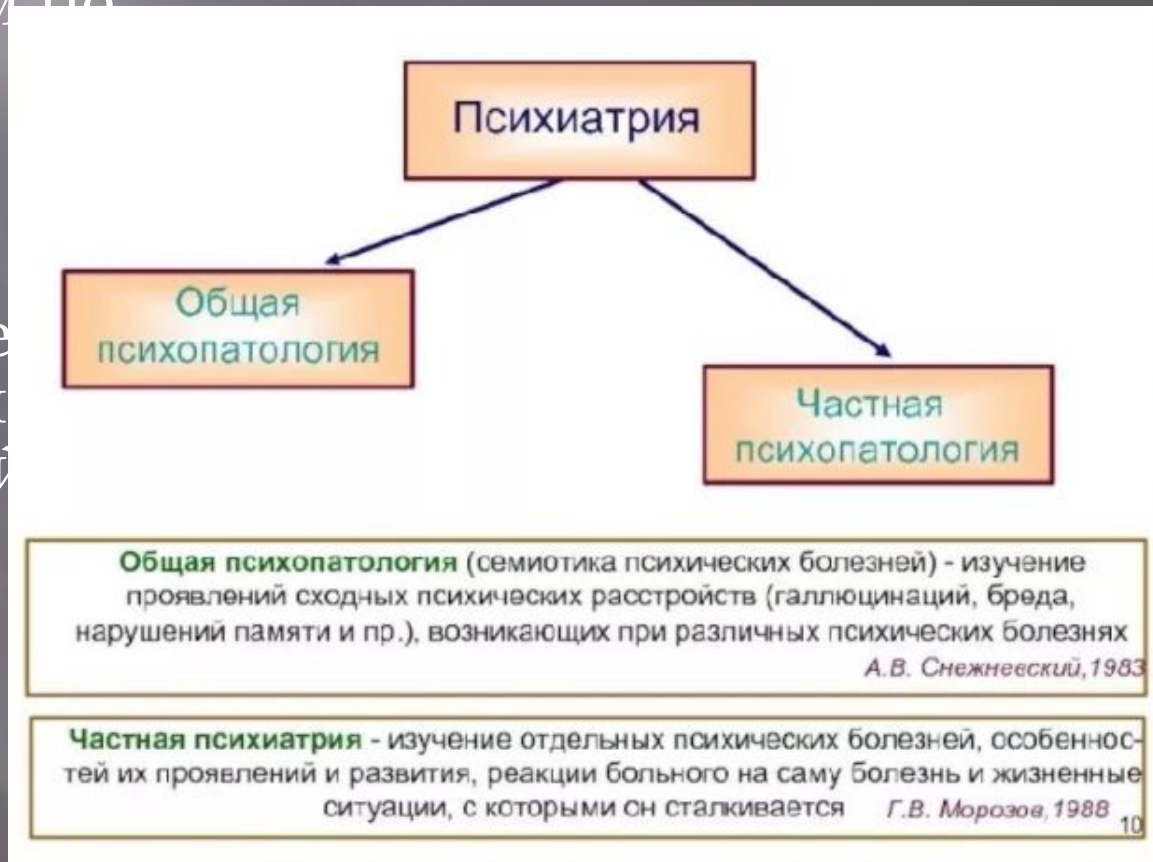 Психиатрия
Общая
психопатология
Частная
психопатология
Общая психопатология (семиотика психических болезней) - изучение
проявлений сходных психических расстройств (галлюцинаций, бреда,
нарушений памяти и пр.), возникающих при различных психических болезнях
А.В. Снежневский,1983
Частная психиатрия - изучение отдельных психических болезней, особеннос-
тей их проявлений и развития, реакции больного на саму болезнь и жизненные
ситуации, с которыми он сталкивается Г.В. Морозов,1988
10